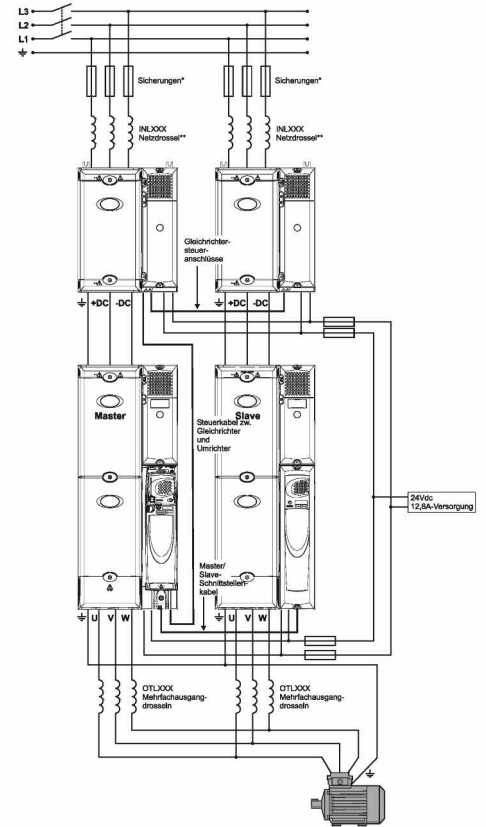 L3
L2
L1
Sicherungen*
Sicherungen*
INLXXX
Netzdrossel**
INLXXX
Netzdrossel**
Gleichrichter-
steuer-
anschlüsse
+DC -DC
+DC -DC
Master
Slave
Steuerkabel zw.
Gleichrichter
und
Umrichter
24Vdc
12,6A-Versorgung
Master/
Slave-
Schnittstellen-
kabel
U V W
U V W
OTLXXX
Mehrfachausgang-
drosseln
OTLXXX
Mehrfachausgang-
drosseln